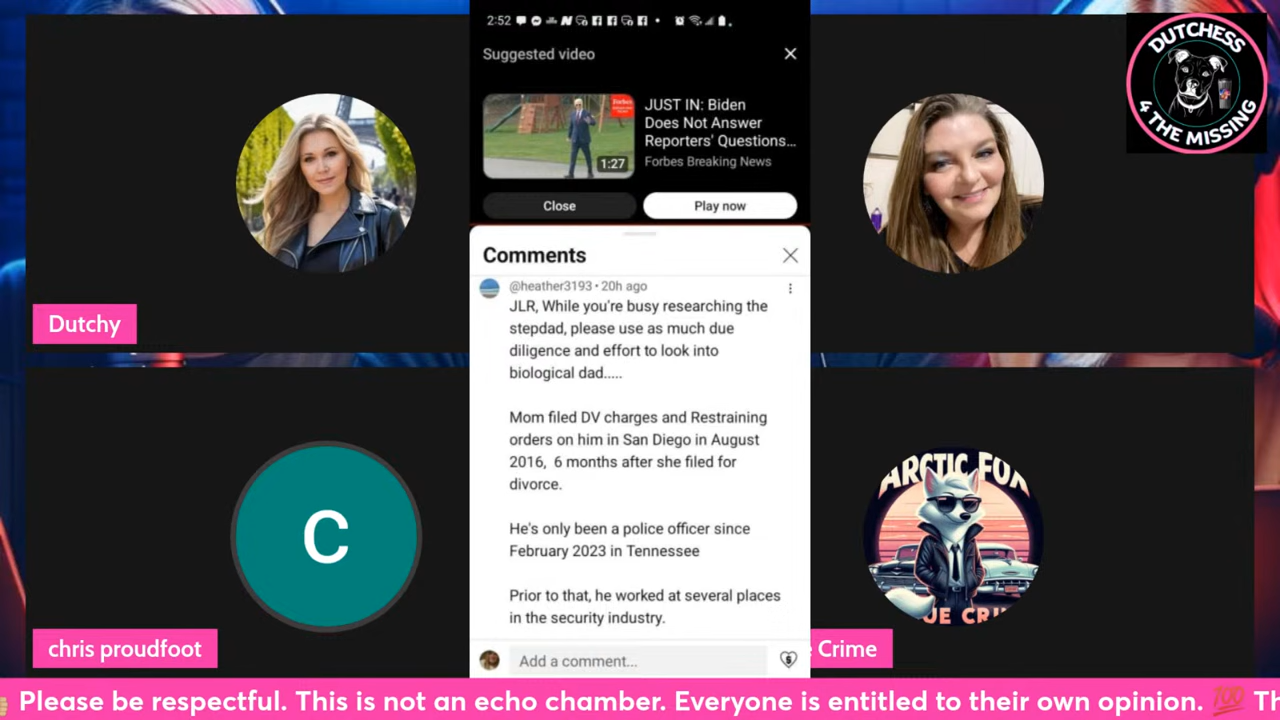 2:52
Suggested video
JUST IN: Biden
Does Not Answer
Reporters' Questions...
Forbes Breaking News
Forbes
1:27
Close
Play now
DUTCHESS
4 THE MISSING
Comments
@heather3193 • 20h ago
JLR, While you're busy researching the
stepdad, please use as much due
diligence and effort to look into
biological dad.....
Mom filed DV charges and Restraining
orders on him in San Diego in August
2016, 6 months after she filed for
divorce.
He's only been a police officer since
February 2023 in Tennessee
Prior to that, he worked at several places
in the security industry.
Add a comment...
Dutchy
C
chris proudfoot
ARCTIC FOX
UE CRI
Crime
Please be respectful. This is not an echo chamber. Everyone is entitled to their own opinion. 💯 Th